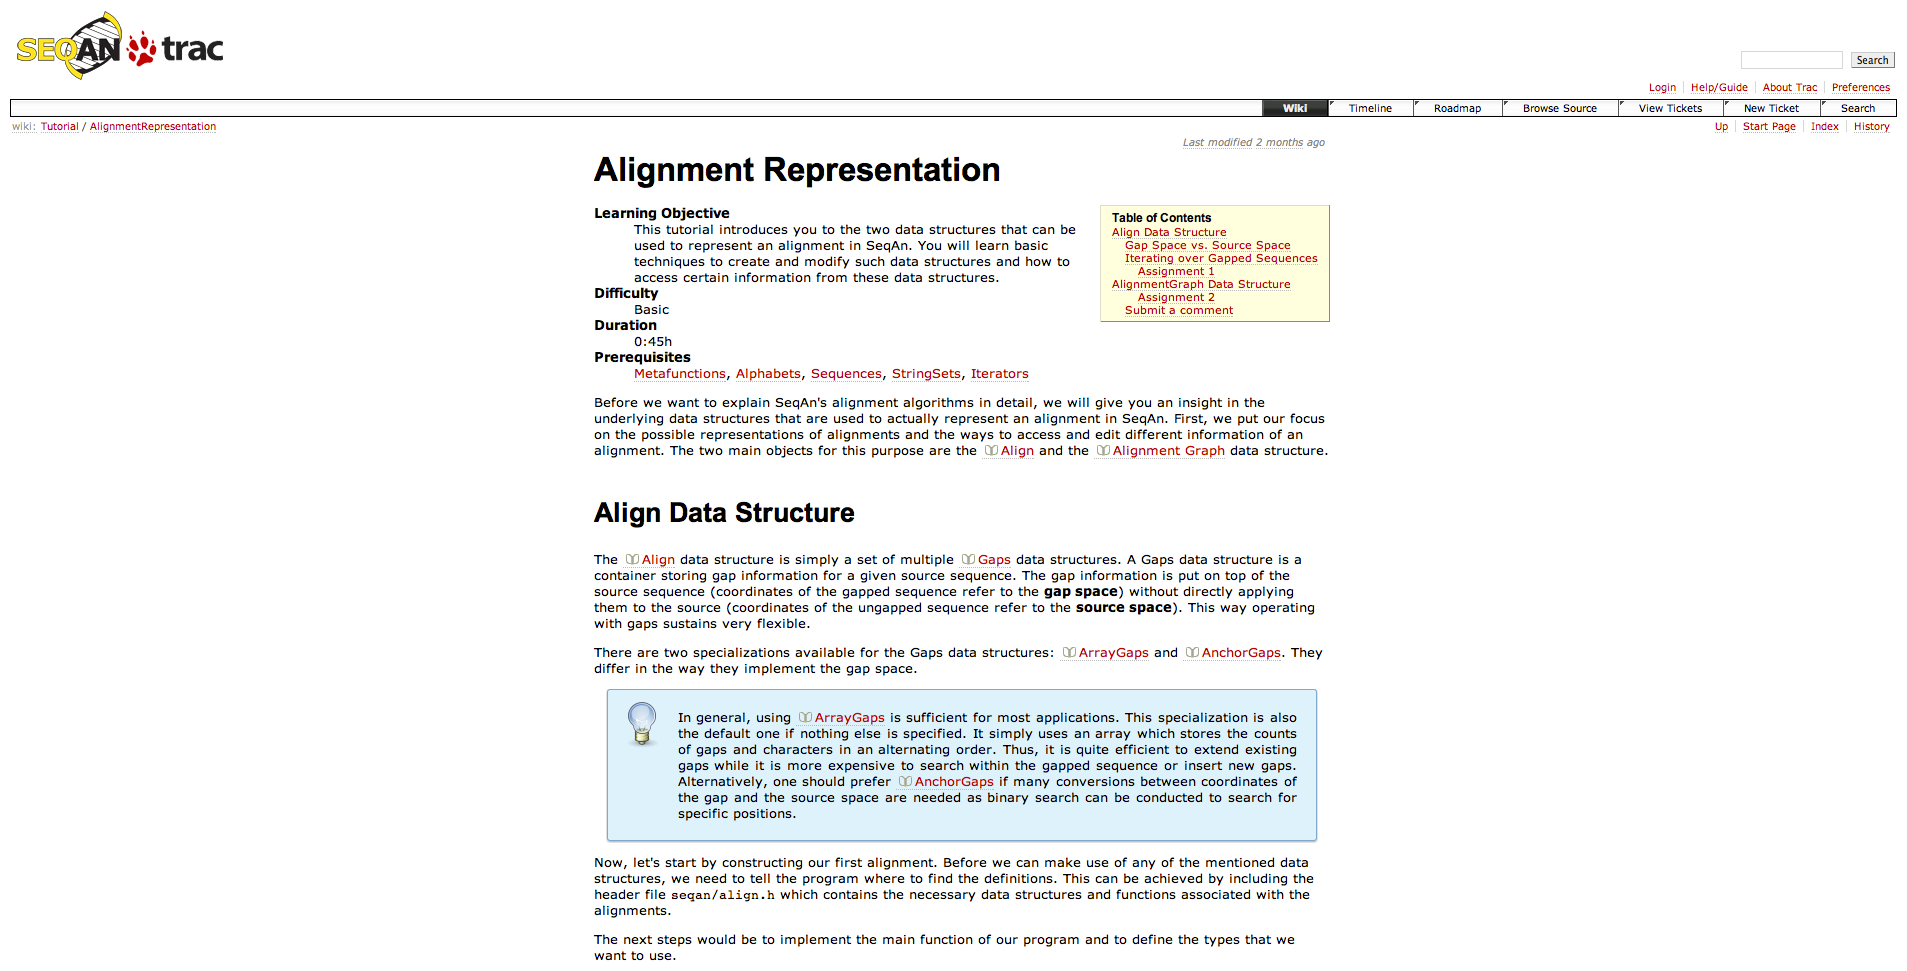 SEQAN trac
Search
Login Help/Guide About Trac Preferences
Wiki Timeline Roadmap Browse Source View Tickets New Ticket Search
wiki: Tutorial / AlignmentRepresentation
Up Start Page Index History
Last modified 2 months ago
Alignment Representation
Learning Objective
This tutorial introduces you to the two data structures that can be
used to represent an alignment in SeqAn. You will learn basic
techniques to create and modify such data structures and how to
access certain information from these data structures.
Difficulty
Basic
Duration
0:45h
Prerequisites
Metafunctions, Alphabets, Sequences, StringSets, Iterators
Table of Contents
Align Data Structure
Gap Space vs. Source Space
Iterating over Gapped Sequences
Assignment 1
AlignmentGraph Data Structure
Assignment 2
Submit a comment
Before we want to explain SeqAn's alignment algorithms in detail, we will give you an insight in the
underlying data structures that are used to actually represent an alignment in SeqAn. First, we put our focus
on the possible representations of alignments and the ways to access and edit different information of an
alignment. The two main objects for this purpose are the Align and the Alignment Graph data structure.
Align Data Structure
The Align data structure is simply a set of multiple Gaps data structures. A Gaps data structure is a
container storing gap information for a given source sequence. The gap information is put on top of the
source sequence (coordinates of the gapped sequence refer to the gap space) without directly applying
them to the source (coordinates of the ungapped sequence refer to the source space). This way operating
with gaps sustains very flexible.
There are two specializations available for the Gaps data structures: ArrayGaps and AnchorGaps. They
differ in the way they implement the gap space.
In general, using ArrayGaps is sufficient for most applications. This specialization is also
the default one if nothing else is specified. It simply uses an array which stores the counts
of gaps and characters in an alternating order. Thus, it is quite efficient to extend existing
gaps while it is more expensive to search within the gapped sequence or insert new gaps.
Alternatively, one should prefer AnchorGaps if many conversions between coordinates of
the gap and the source space are needed as binary search can be conducted to search for
specific positions.
Now, let's start by constructing our first alignment. Before we can make use of any of the mentioned data
structures, we need to tell the program where to find the definitions. This can be achieved by including the
header file seqan/align.h which contains the necessary data structures and functions associated with the
alignments.
The next steps would be to implement the main function of our program and to define the types that we
want to use.